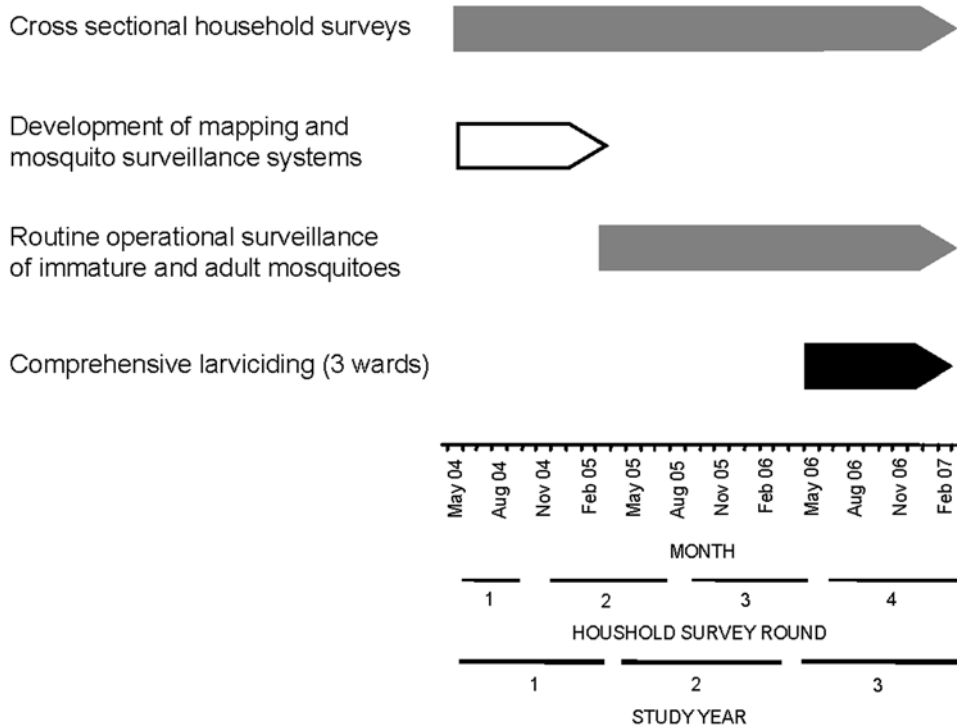 Cross sectional household surveys
Development of mapping and
mosquito surveillance systems
Routine operational surveillance
of immature and adult mosquitoes
Comprehensive larviciding (3 wards)
May 04
Aug 04
Nov 04
Feb 05
May 05
Aug 05
Nov 05
Feb 06
May 06
Aug 06
Nov 06
Feb 07
MONTH
1 2 3 4
HOUSHOLD SURVEY ROUND
1 2 3
STUDY YEAR